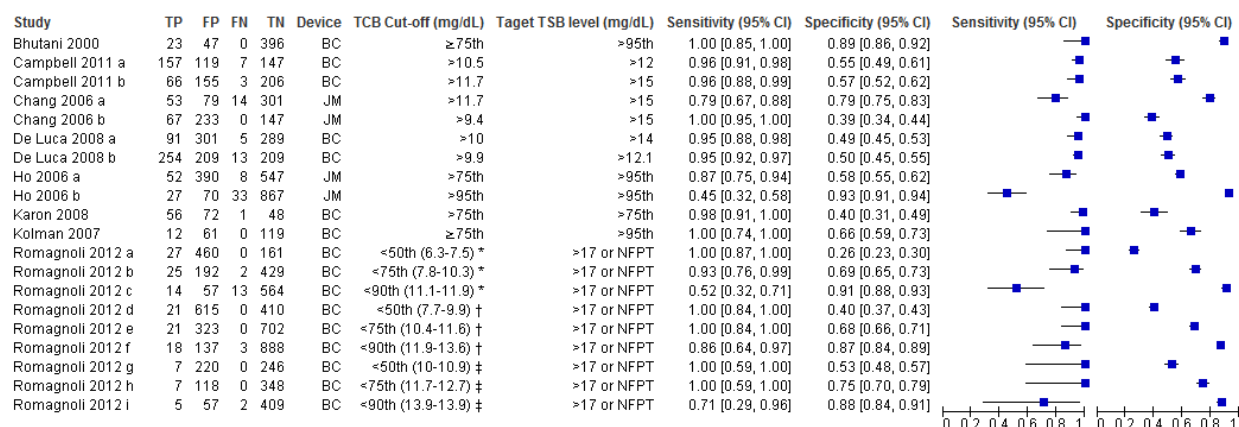 Study TP FP FN TN Device TCB Cut-off (mg/dL) Taget TSB level (mg/dL) Sensitivity (95% CI) Specificity (95% CI) Sensitivity (95% CI) Specificity (95% CI)
Bhutani 2000 23 47 0 396 BC ≥75th >95th 1.00 [0.85, 1.00] 0.89 [0.86, 0.92]
Campbell 2011 a 157 119 7 147 BC >10.5 >12 0.96 [0.91, 0.98] 0.55 [0.49, 0.61]
Campbell 2011 b 66 155 3 206 BC >11.7 >15 0.96 [0.88, 0.99] 0.57 [0.52, 0.62]
Chang 2006 a 53 79 14 301 JM >11.7 >15 0.79 [0.67, 0.88] 0.79 [0.75, 0.83]
Chang 2006 b 67 233 0 147 JM >9.4 >15 1.00 [0.95, 1.00] 0.39 [0.34, 0.44]
De Luca 2008 a 91 301 5 289 BC >10 >14 0.95 [0.88, 0.98] 0.49 [0.45, 0.53]
De Luca 2008 b 254 209 13 209 BC >9.9 >12.1 0.95 [0.92, 0.97] 0.50 [0.45, 0.55]
Ho 2006 a 52 390 8 547 JM >75th >95th 0.87 [0.75, 0.94] 0.58 [0.55, 0.62]
Ho 2006 b 27 70 33 867 JM >95th >95th 0.45 [0.32, 0.58] 0.93 [0.91, 0.94]
Karon 2008 56 72 1 48 BC >75th >75th 0.98 [0.91, 1.00] 0.40 [0.31, 0.49]
Kolman 2007 12 61 0 119 BC ≥75th >95th 1.00 [0.74, 1.00] 0.66 [0.59, 0.73]
Romagnoli 2012 a 27 460 0 161 BC <50th (6.3-7.5) * >17 or NFPT 1.00 [0.87, 1.00] 0.26 [0.23, 0.30]
Romagnoli 2012 b 25 192 2 429 BC <75th (7.8-10.3) * >17 or NFPT 0.93 [0.76, 0.99] 0.69 [0.65, 0.73]
Romagnoli 2012 c 14 57 13 564 BC <90th (11.1-11.9) * >17 or NFPT 0.52 [0.32, 0.71] 0.91 [0.88, 0.93]
Romagnoli 2012 d 21 615 0 410 BC <50th (7.7-9.9) † >17 or NFPT 1.00 [0.84, 1.00] 0.40 [0.37, 0.43]
Romagnoli 2012 e 21 323 0 702 BC <75th (10.4-11.6) † >17 or NFPT 1.00 [0.84, 1.00] 0.68 [0.66, 0.71]
Romagnoli 2012 f 18 137 3 888 BC <90th (11.9-13.6) † >17 or NFPT 0.86 [0.64, 0.97] 0.87 [0.84, 0.89]
Romagnoli 2012 g 7 220 0 246 BC <50th (10-10.9) ‡ >17 or NFPT 1.00 [0.59, 1.00] 0.53 [0.48, 0.57]
Romagnoli 2012 h 7 118 0 348 BC <75th (11.7-12.7) ‡ >17 or NFPT 1.00 [0.59, 1.00] 0.75 [0.70, 0.79]
Romagnoli 2012 i 5 57 2 409 BC <90th (13.9-13.9) ‡ >17 or NFPT 0.71 [0.29, 0.96] 0.88 [0.84, 0.91]
0 0.2 0.4 0.6 0.8 1 0 0.2 0.4 0.6 0.8 1